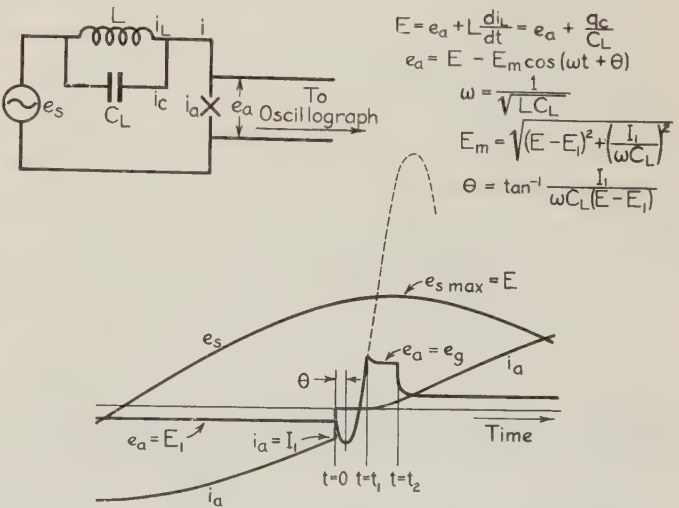 L
i_L
i
C_L
i_c
e_s
i_a
e_a
To
Oscillograph
E = e_a + L di_L/dt = e_a + q_c/C_L
e_a = E - E_m cos (ωt + θ)
ω = 1/√(LC_L)
E_m = √((E - E_1)² + (I_1/(ωC_L))²)
θ = tan⁻¹ I_1/(ωC_L(E - E_1))
e_s max = E
e_s
e_a = e_g
θ
i_a
e_a = E_1
i_a = I_1
Time
i_a
t=0
t=t_1
t=t_2